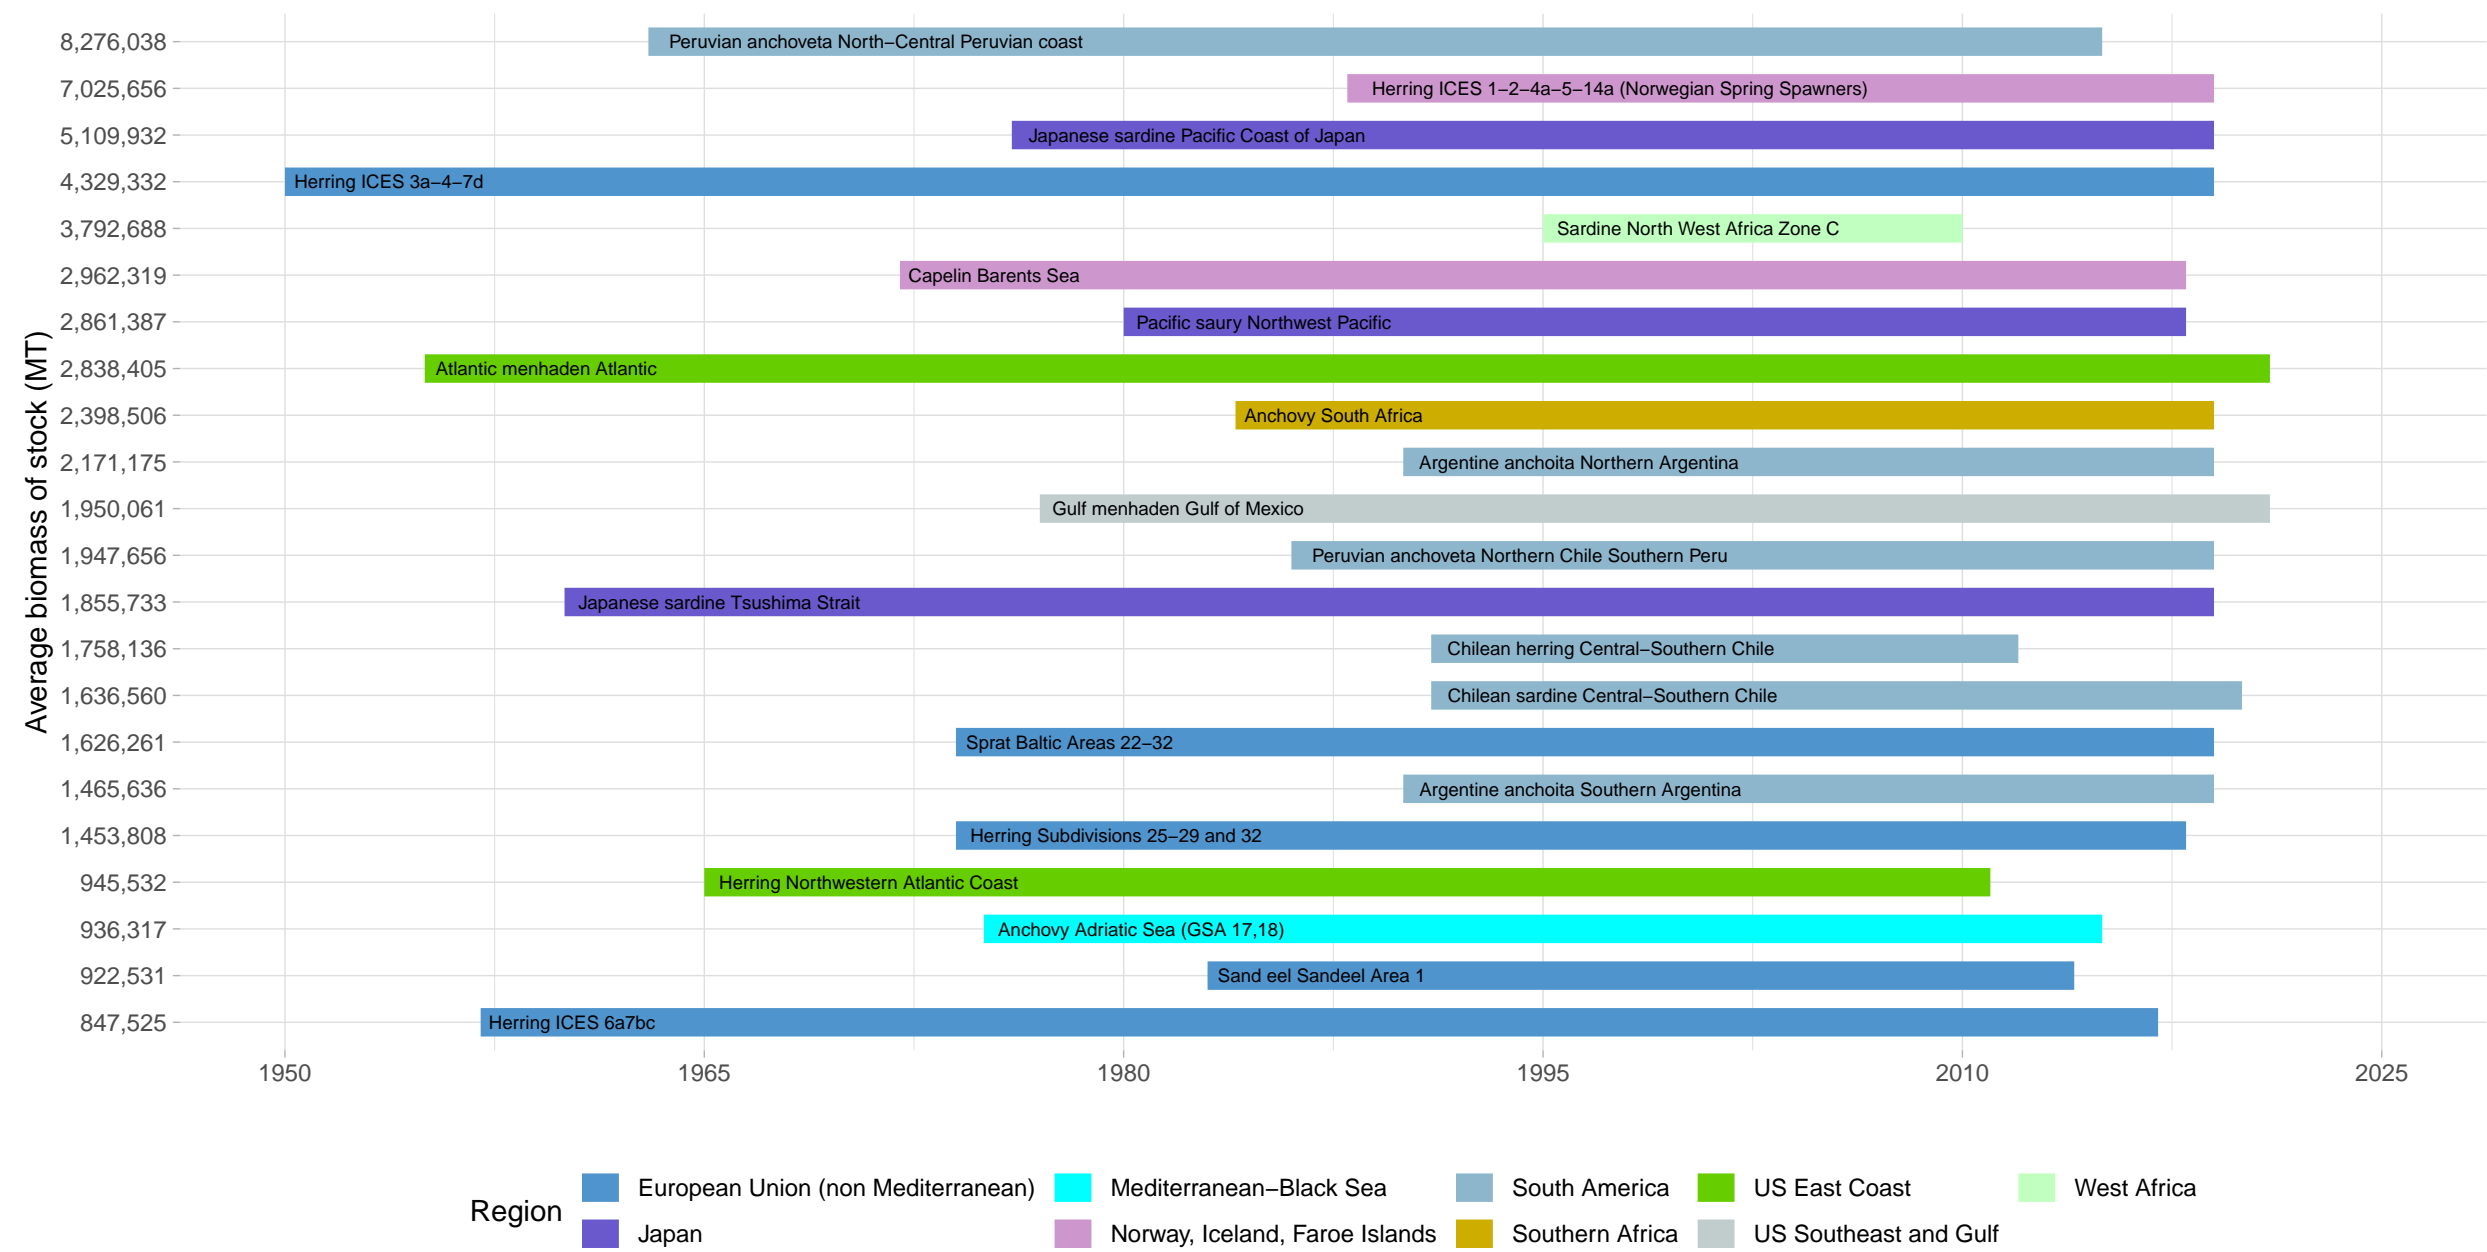 8,276,038 Peruvian anchoveta North–Central Peruvian coast
7,025,656 Herring ICES 1–2–4a–5–14a (Norwegian Spring Spawners)
5,109,932 Japanese sardine Pacific Coast of Japan
4,329,332 Herring ICES 3a–4–7d
3,792,688 Sardine North West Africa Zone C
2,962,319 Capelin Barents Sea
2,861,387 Pacific saury Northwest Pacific
2,838,405 Atlantic menhaden Atlantic
2,398,506 Anchovy South Africa
2,171,175 Argentine anchoita Northern Argentina
1,950,061 Gulf menhaden Gulf of Mexico
1,947,656 Peruvian anchoveta Northern Chile Southern Peru
1,855,733 Japanese sardine Tsushima Strait
1,758,136 Chilean herring Central–Southern Chile
1,636,560 Chilean sardine Central–Southern Chile
1,626,261 Sprat Baltic Areas 22–32
1,465,636 Argentine anchoita Southern Argentina
1,453,808 Herring Subdivisions 25–29 and 32
945,532 Herring Northwestern Atlantic Coast
936,317 Anchovy Adriatic Sea (GSA 17,18)
922,531 Sand eel Sandeel Area 1
847,525 Herring ICES 6a7bc
Average biomass of stock (MT)
1950 1965 1980 1995 2010 2025
Region
European Union (non Mediterranean) Mediterranean–Black Sea South America US East Coast West Africa
Japan Norway, Iceland, Faroe Islands Southern Africa US Southeast and Gulf